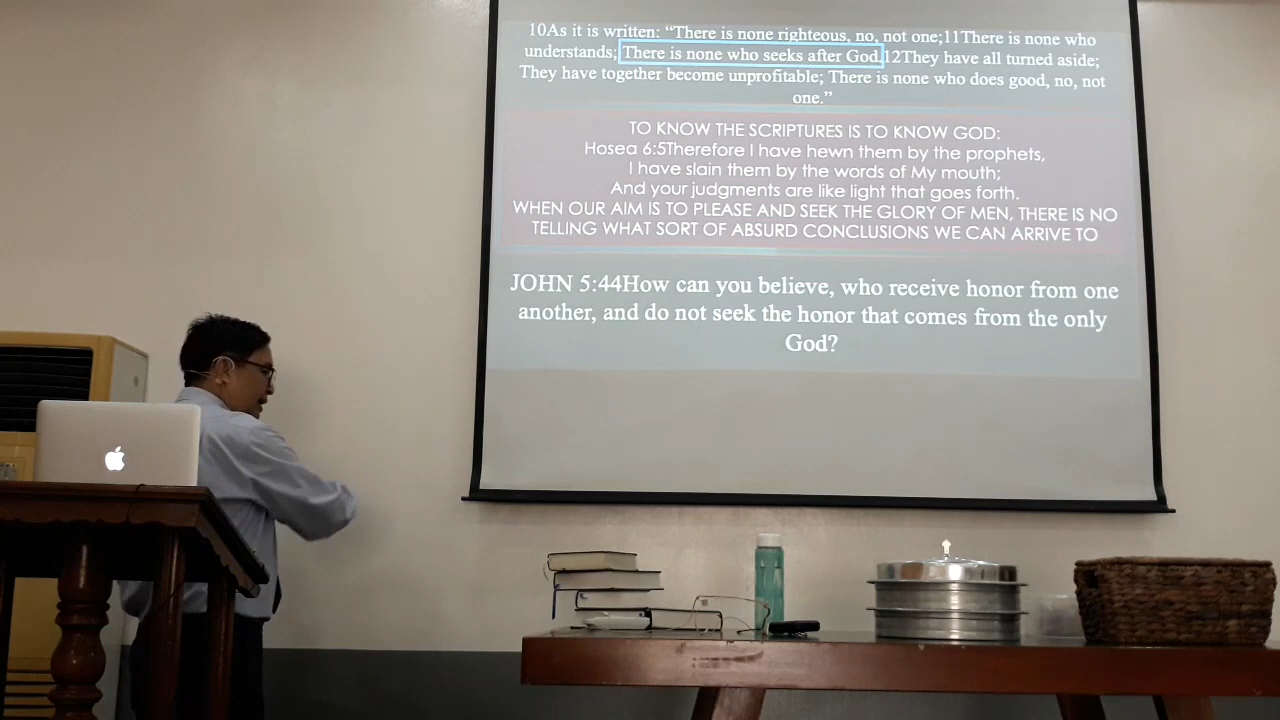 10As it is written: “There is none righteous, no, not one;11There is none who
understands; There is none who seeks after God.12They have all turned aside;
They have together become unprofitable; There is none who does good, no, not
one.”
TO KNOW THE SCRIPTURES IS TO KNOW GOD:
Hosea 6:5Therefore I have hewn them by the prophets,
I have slain them by the words of My mouth;
And your judgments are like light that goes forth.
WHEN OUR AIM IS TO PLEASE AND SEEK THE GLORY OF MEN, THERE IS NO
TELLING WHAT SORT OF ABSURD CONCLUSIONS WE CAN ARRIVE TO
JOHN 5:44How can you believe, who receive honor from one
another, and do not seek the honor that comes from the only
God?